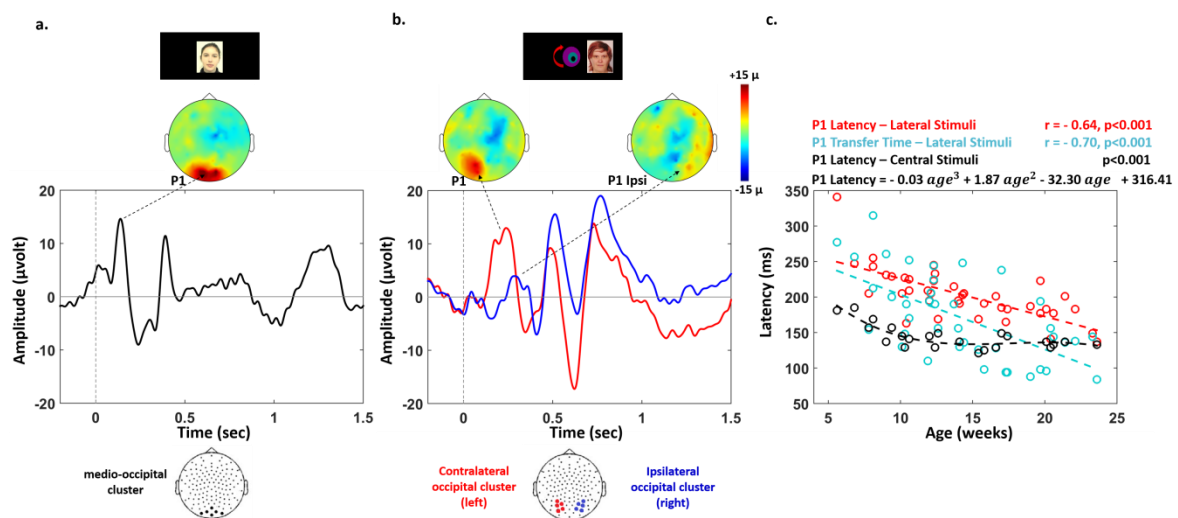 a.
b.
c.
+15 µ
-15 µ
P1
P1
P1 Ipsi
P1 Latency – Lateral Stimuli r = - 0.64, p<0.001
P1 Transfer Time – Lateral Stimuli r = - 0.70, p<0.001
P1 Latency – Central Stimuli p<0.001
P1 Latency = - 0.03 age³ + 1.87 age² - 32.30 age + 316.41
Amplitude (µvolt)
20
10
0
-10
-20
0
0.5
1
1.5
Time (sec)
Amplitude (µvolt)
20
10
0
-10
-20
0
0.5
1
1.5
Time (sec)
Latency (ms)
350
300
250
200
150
100
50
5
10
15
20
25
Age (weeks)
medio-occipital
cluster
Contralateral
occipital cluster
(left)
Ipsilateral
occipital cluster
(right)